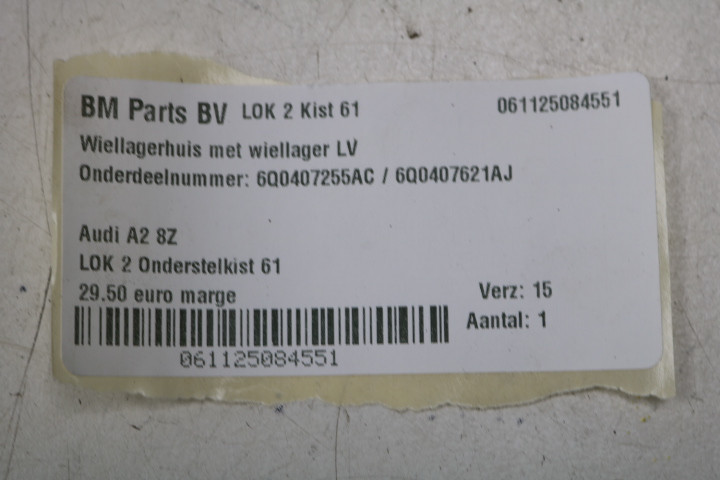 BM Parts BV LOK 2 Kist 61 061125084551
Wiellagerhuis met wiellager LV
Onderdeelnummer: 6Q0407255AC / 6Q0407621AJ
Audi A2 8Z
LOK 2 Onderstelkist 61
29.50 euro marge Verz: 15
Aantal: 1
061125084551